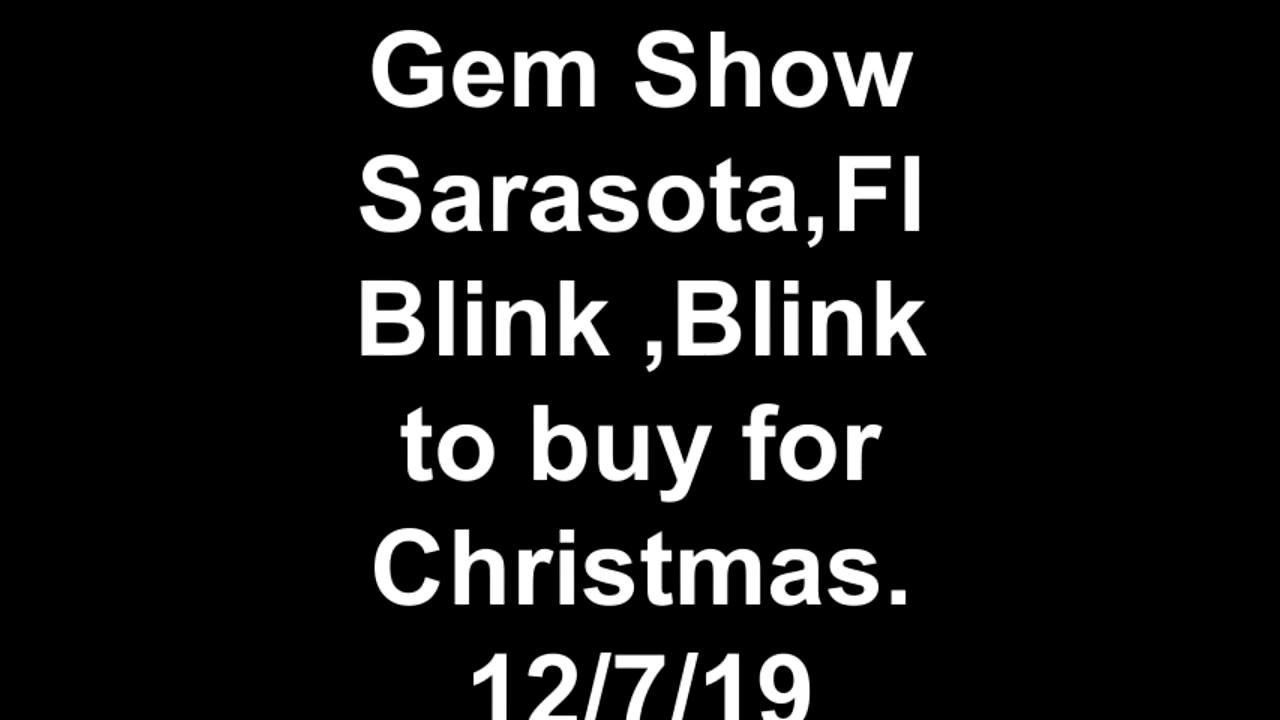 Gem Show
Sarasota,Fl
Blink ,Blink
to buy for
Christmas.
12/7/19